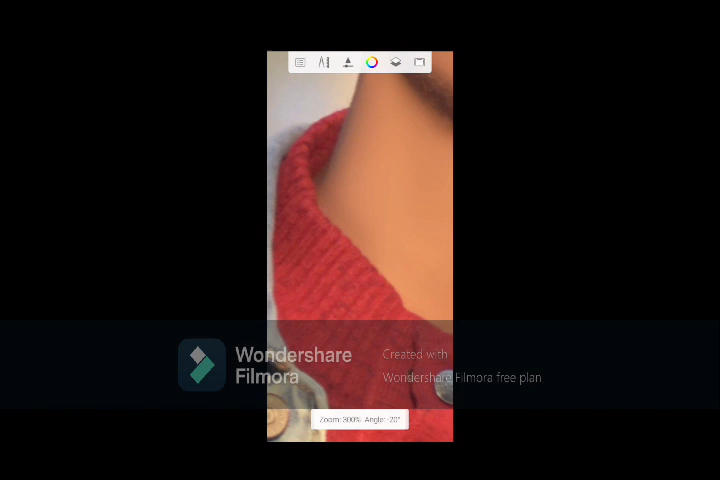 Wondershare
Filmora
Created with
Wondershare Filmora free plan
Zoom: 300% Angle: -20°